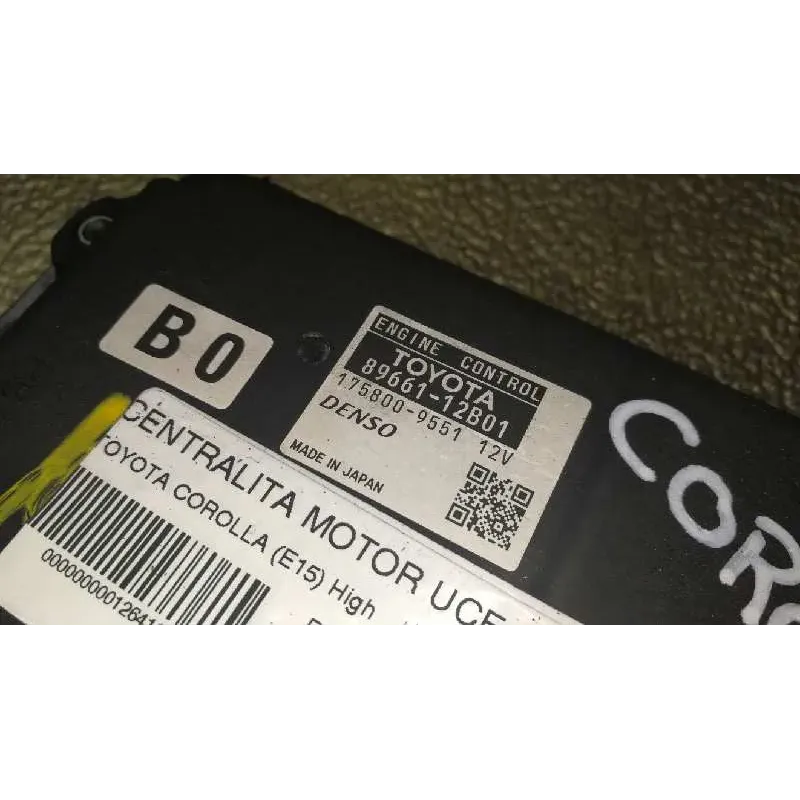 B0
ENGINE CONTROL
TOYOTA
89661-12B01
175800-9551 12V
DENSO
MADE IN JAPAN
CENTRALITA MOTOR UCE
TOYOTA COROLLA (E15) High
COR